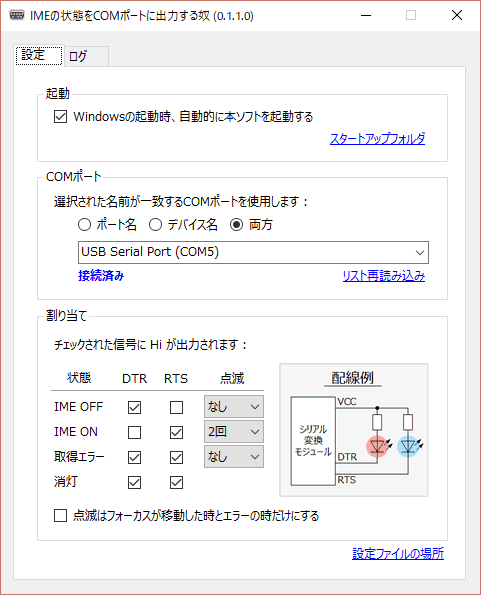 IMEの状態をCOMポートに出力する奴 (0.1.1.0)
設定 ログ
起動
Windowsの起動時、自動的に本ソフトを起動する
スタートアップフォルダ
COMポート
選択された名前が一致するCOMポートを使用します：
ポート名 デバイス名 両方
USB Serial Port (COM5)
接続済み リスト再読み込み
割り当て
チェックされた信号に Hi が出力されます：
状態 DTR RTS 点滅
IME OFF なし
IME ON 2回
取得エラー なし
消灯
配線例
VCC
シリアル
変換
モジュール
DTR
RTS
点滅はフォーカスが移動した時とエラーの時だけにする
設定ファイルの場所